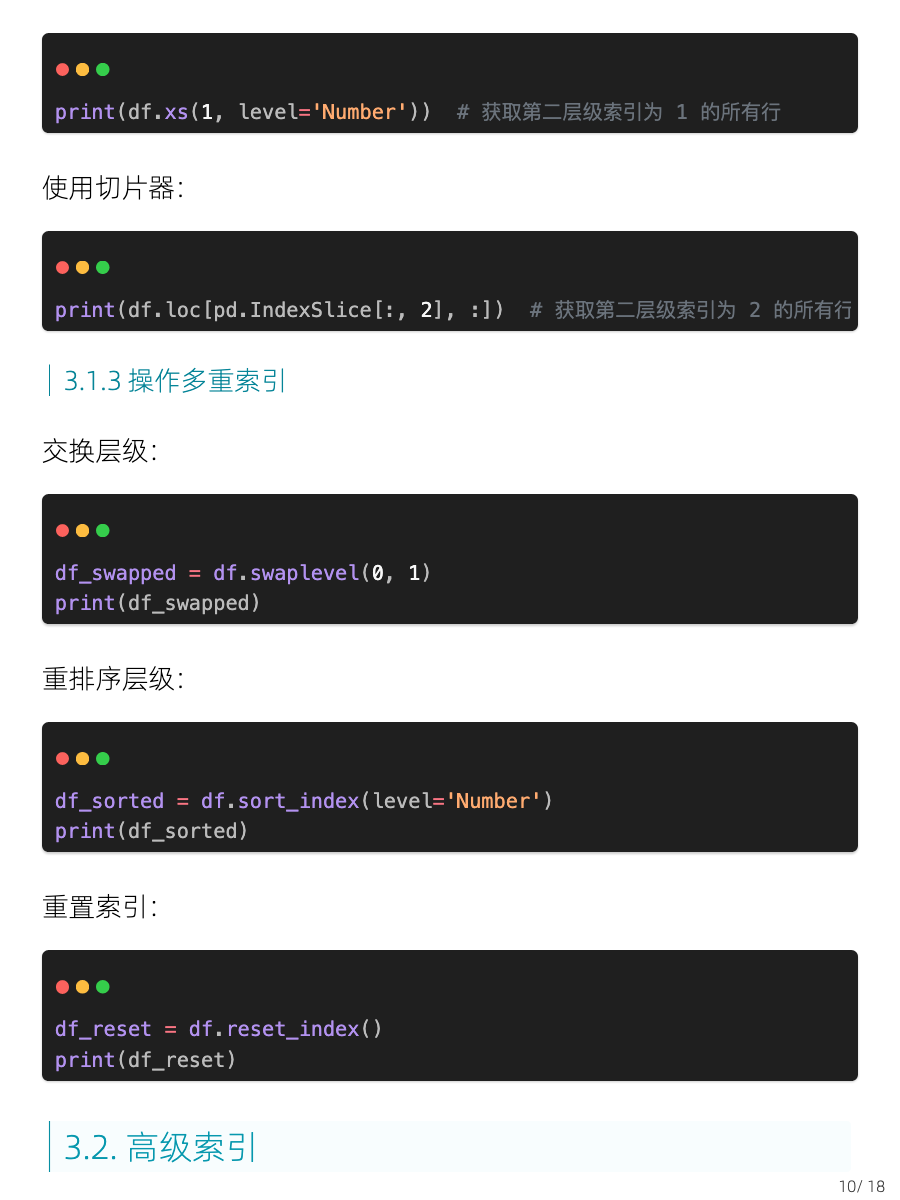 print(df.xs(1, level='Number'))  # 获取第二层级索引为 1 的所有行
使用切片器：
print(df.loc[pd.IndexSlice[:, 2], :])  # 获取第二层级索引为 2 的所有行
3.1.3 操作多重索引
交换层级：
df_swapped = df.swaplevel(0, 1)
print(df_swapped)
重排序层级：
df_sorted = df.sort_index(level='Number')
print(df_sorted)
重置索引：
df_reset = df.reset_index()
print(df_reset)
3.2. 高级索引
10/ 18